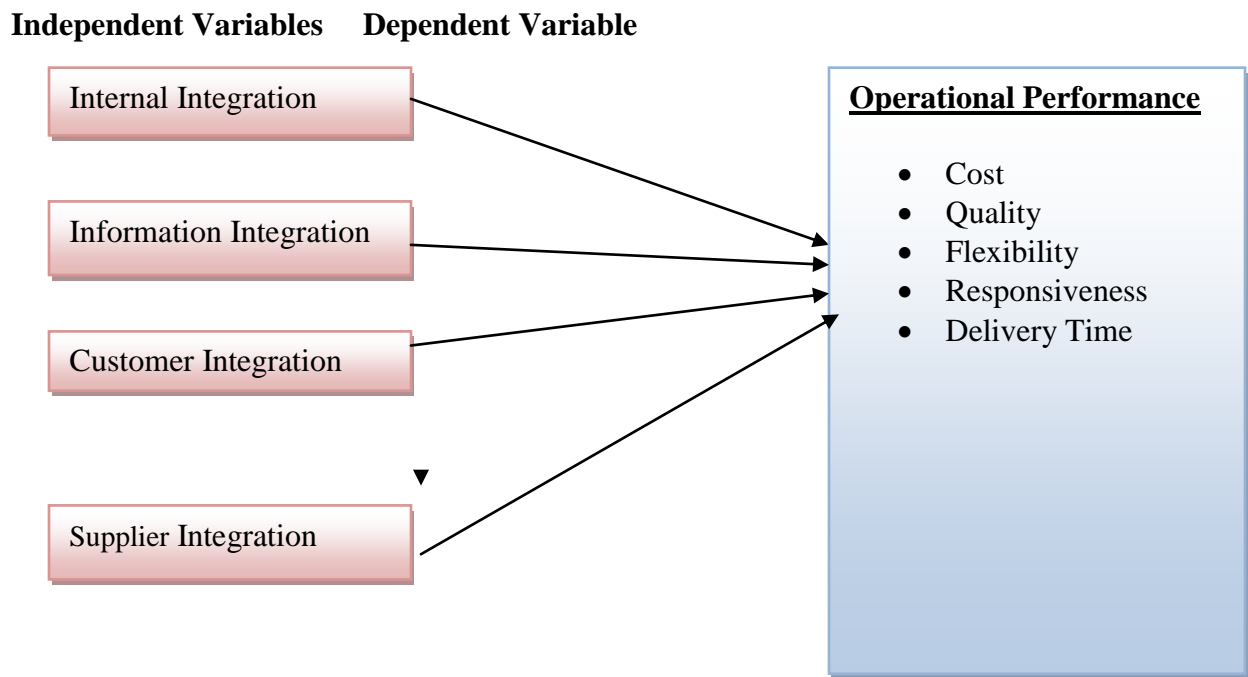 Independent Variables Dependent Variable
Internal Integration
Information Integration
Customer Integration
Supplier Integration
Operational Performance
• Cost
• Quality
• Flexibility
• Responsiveness
• Delivery Time